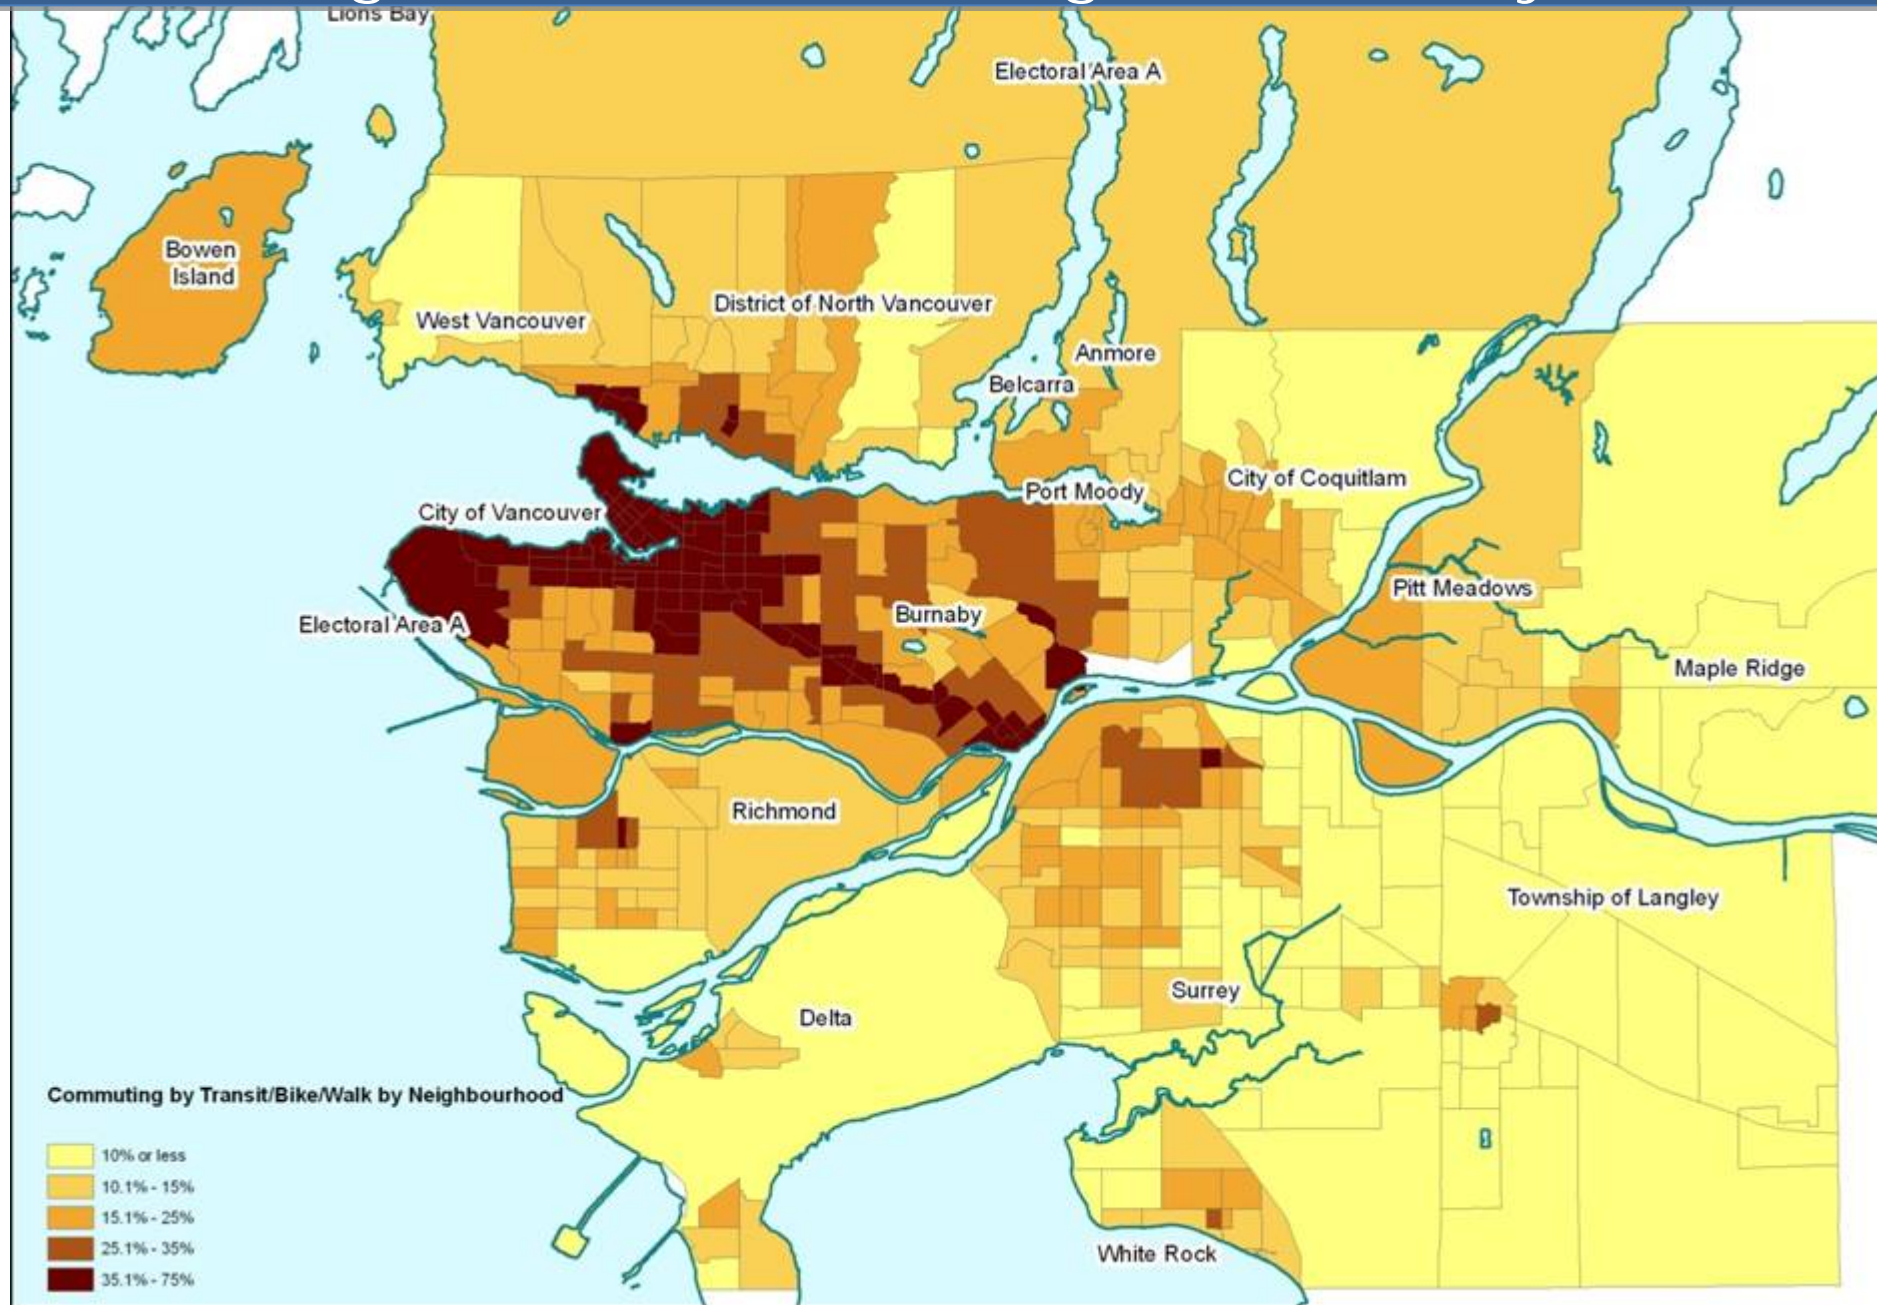 Lions Bay
Electoral Area A
Bowen
Island
District of North Vancouver
West Vancouver
Anmore
Belcarra
City of Coquitlam
Port Moody
City of Vancouver
Pitt Meadows
Burnaby
Electoral Area A
Maple Ridge
Richmond
Township of Langley
Surrey
Delta
Commuting by Transit/Bike/Walk by Neighbourhood
10% or less
10.1% - 15%
15.1% - 25%
25.1% - 35%
35.1% - 75%
White Rock